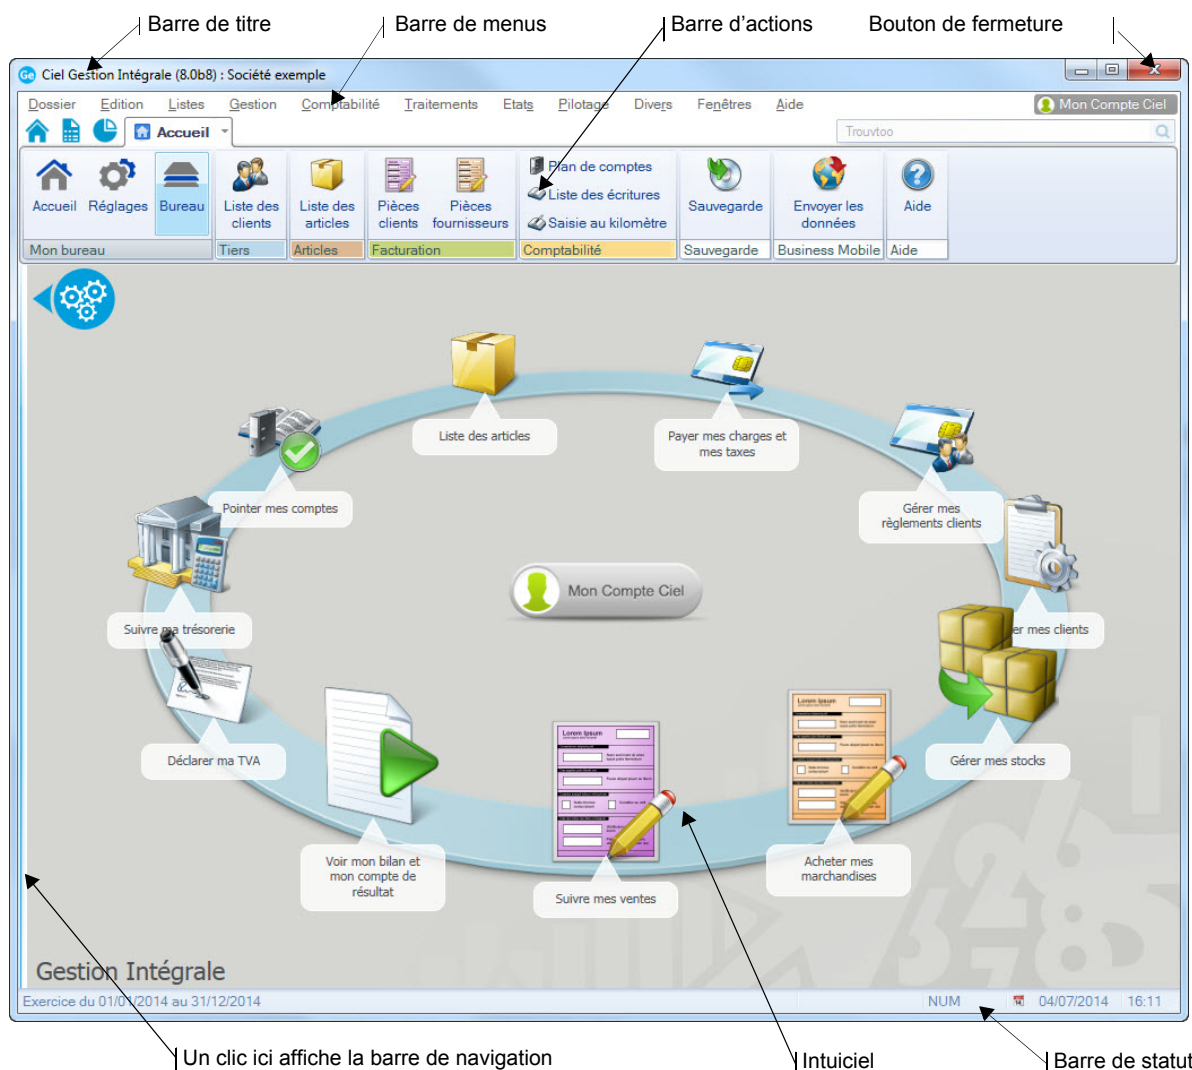 Barre de titre
Barre de menus
Barre d'actions
Bouton de fermeture
Ge Ciel Gestion Intégrale (8.0b8) : Société exemple
Dossier Edition Listes Gestion Comptabilité Traitements Etats Pilotage Divers Fenêtres Aide
Mon Compte Ciel
Accueil
Trouvtoo
Accueil Réglages Bureau
Mon bureau
Liste des
clients
Tiers
Liste des
articles
Articles
Pièces
clients
Pièces
fournisseurs
Facturation
Plan de comptes
Liste des écritures
Saisie au kilomètre
Comptabilité
Sauvegarde
Sauvegarde
Envoyer les
données
Business Mobile
Aide
Aide
Liste des articles
Payer mes charges et
mes taxes
Pointer mes comptes
Gérer mes
règlements clients
Mon Compte Ciel
Suivre ma trésorerie
er mes clients
Lorem Ipsum
Lorem Ipsum
Déclarer ma TVA
Gérer mes stocks
Voir mon bilan et
mon compte de
résultat
Acheter mes
marchandises
Suivre mes ventes
Gestion Intégrale
Exercice du 01/01/2014 au 31/12/2014
NUM
04/07/2014
16:11
Un clic ici affiche la barre de navigation
Intuiciel
Barre de statut